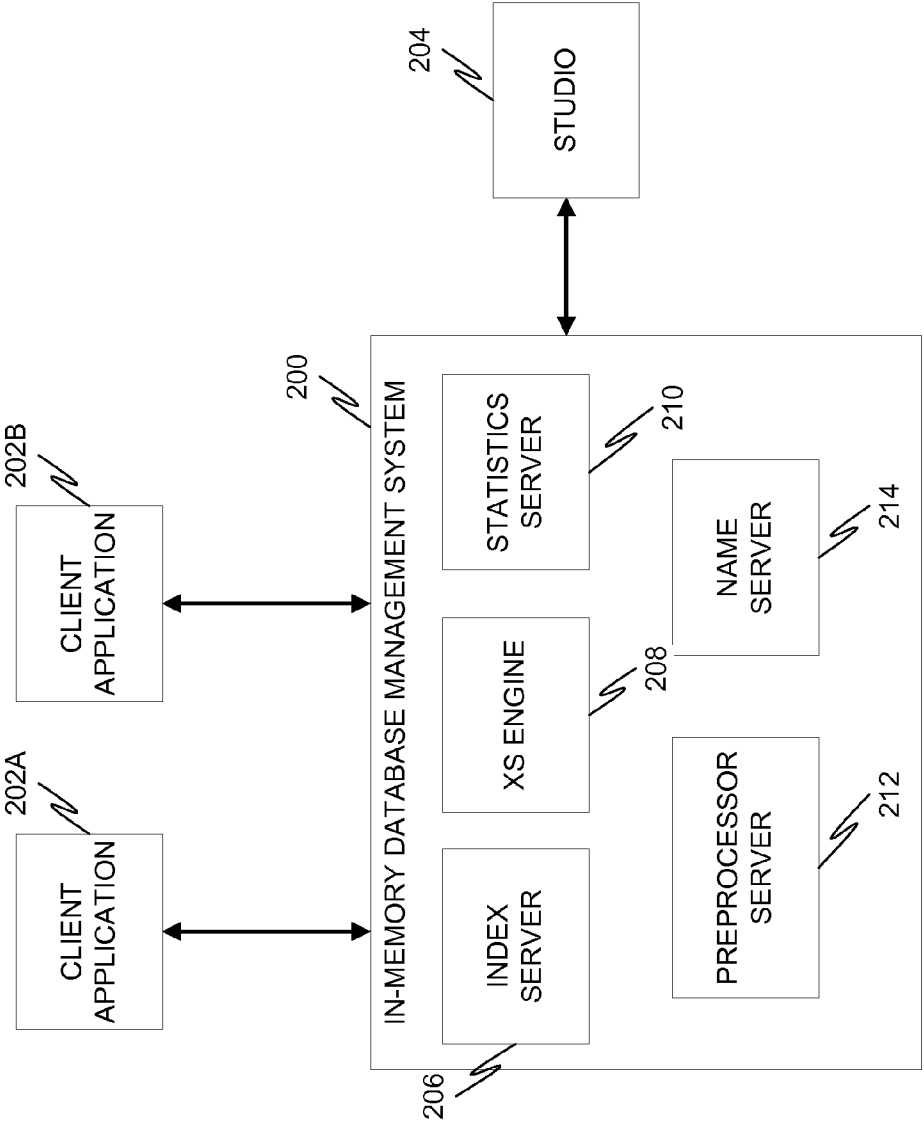 202A
CLIENT
APPLICATION
202B
CLIENT
APPLICATION
200
IN-MEMORY DATABASE MANAGEMENT SYSTEM
204
STUDIO
206
INDEX
SERVER
XS ENGINE
208
STATISTICS
SERVER
210
PREPROCESSOR
SERVER
212
NAME
SERVER
214